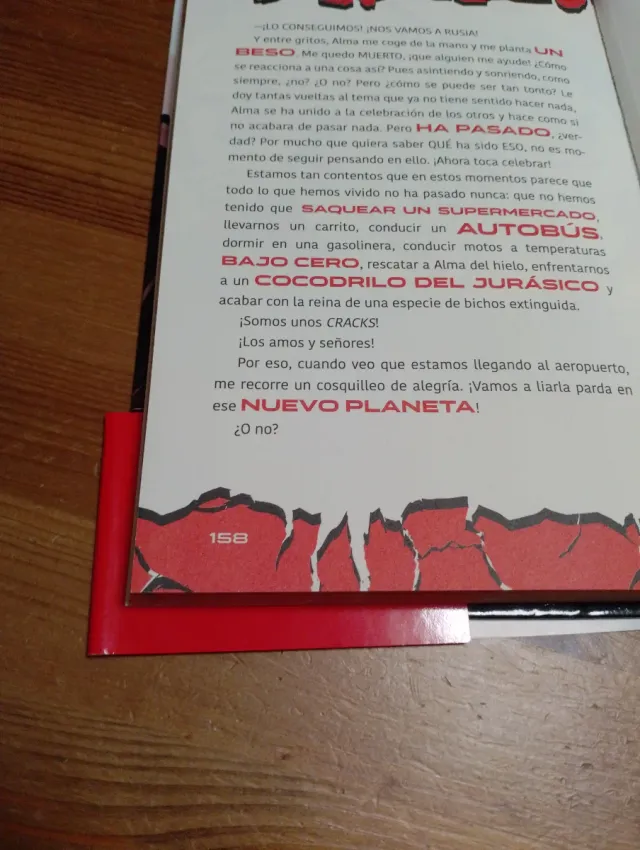 —¡LO CONSEGUIMOS! ¡NOS VAMOS A RUSIA!
Y entre gritos, Alma me coge de la mano y me planta UN
BESO. Me quedo MUERTO, ¡que alguien me ayude! ¿Cómo
se reacciona a una cosa así? Pues asintiendo y sonriendo, como
siempre, ¿no? ¿O no? Pero ¿cómo se puede ser tan tonto? Le
doy tantas vueltas al tema que ya no tiene sentido hacer nada,
Alma se ha unido a la celebración de los otros y hace como si
no acabara de pasar nada. Pero HA PASADO, ¿ver-
dad? Por mucho que quiera saber QUÉ ha sido ESO, no es mo-
mento de seguir pensando en ello. ¡Ahora toca celebrar!
Estamos tan contentos que en estos momentos parece que
todo lo que hemos vivido no ha pasado nunca: que no hemos
tenido que SAQUEAR UN SUPERMERCADO,
llevarnos un carrito, conducir un AUTOBÚS,
dormir en una gasolinera, conducir motos a temperaturas
BAJO CERO, rescatar a Alma del hielo, enfrentarnos
a un COCODRILO DEL JURÁSICO y
acabar con la reina de una especie de bichos extinguida.
¡Somos unos CRACKS!
¡Los amos y señores!
Por eso, cuando veo que estamos llegando al aeropuerto,
me recorre un cosquilleo de alegría. ¡Vamos a liarla parda en
ese NUEVO PLANETA!
¿O no?
158